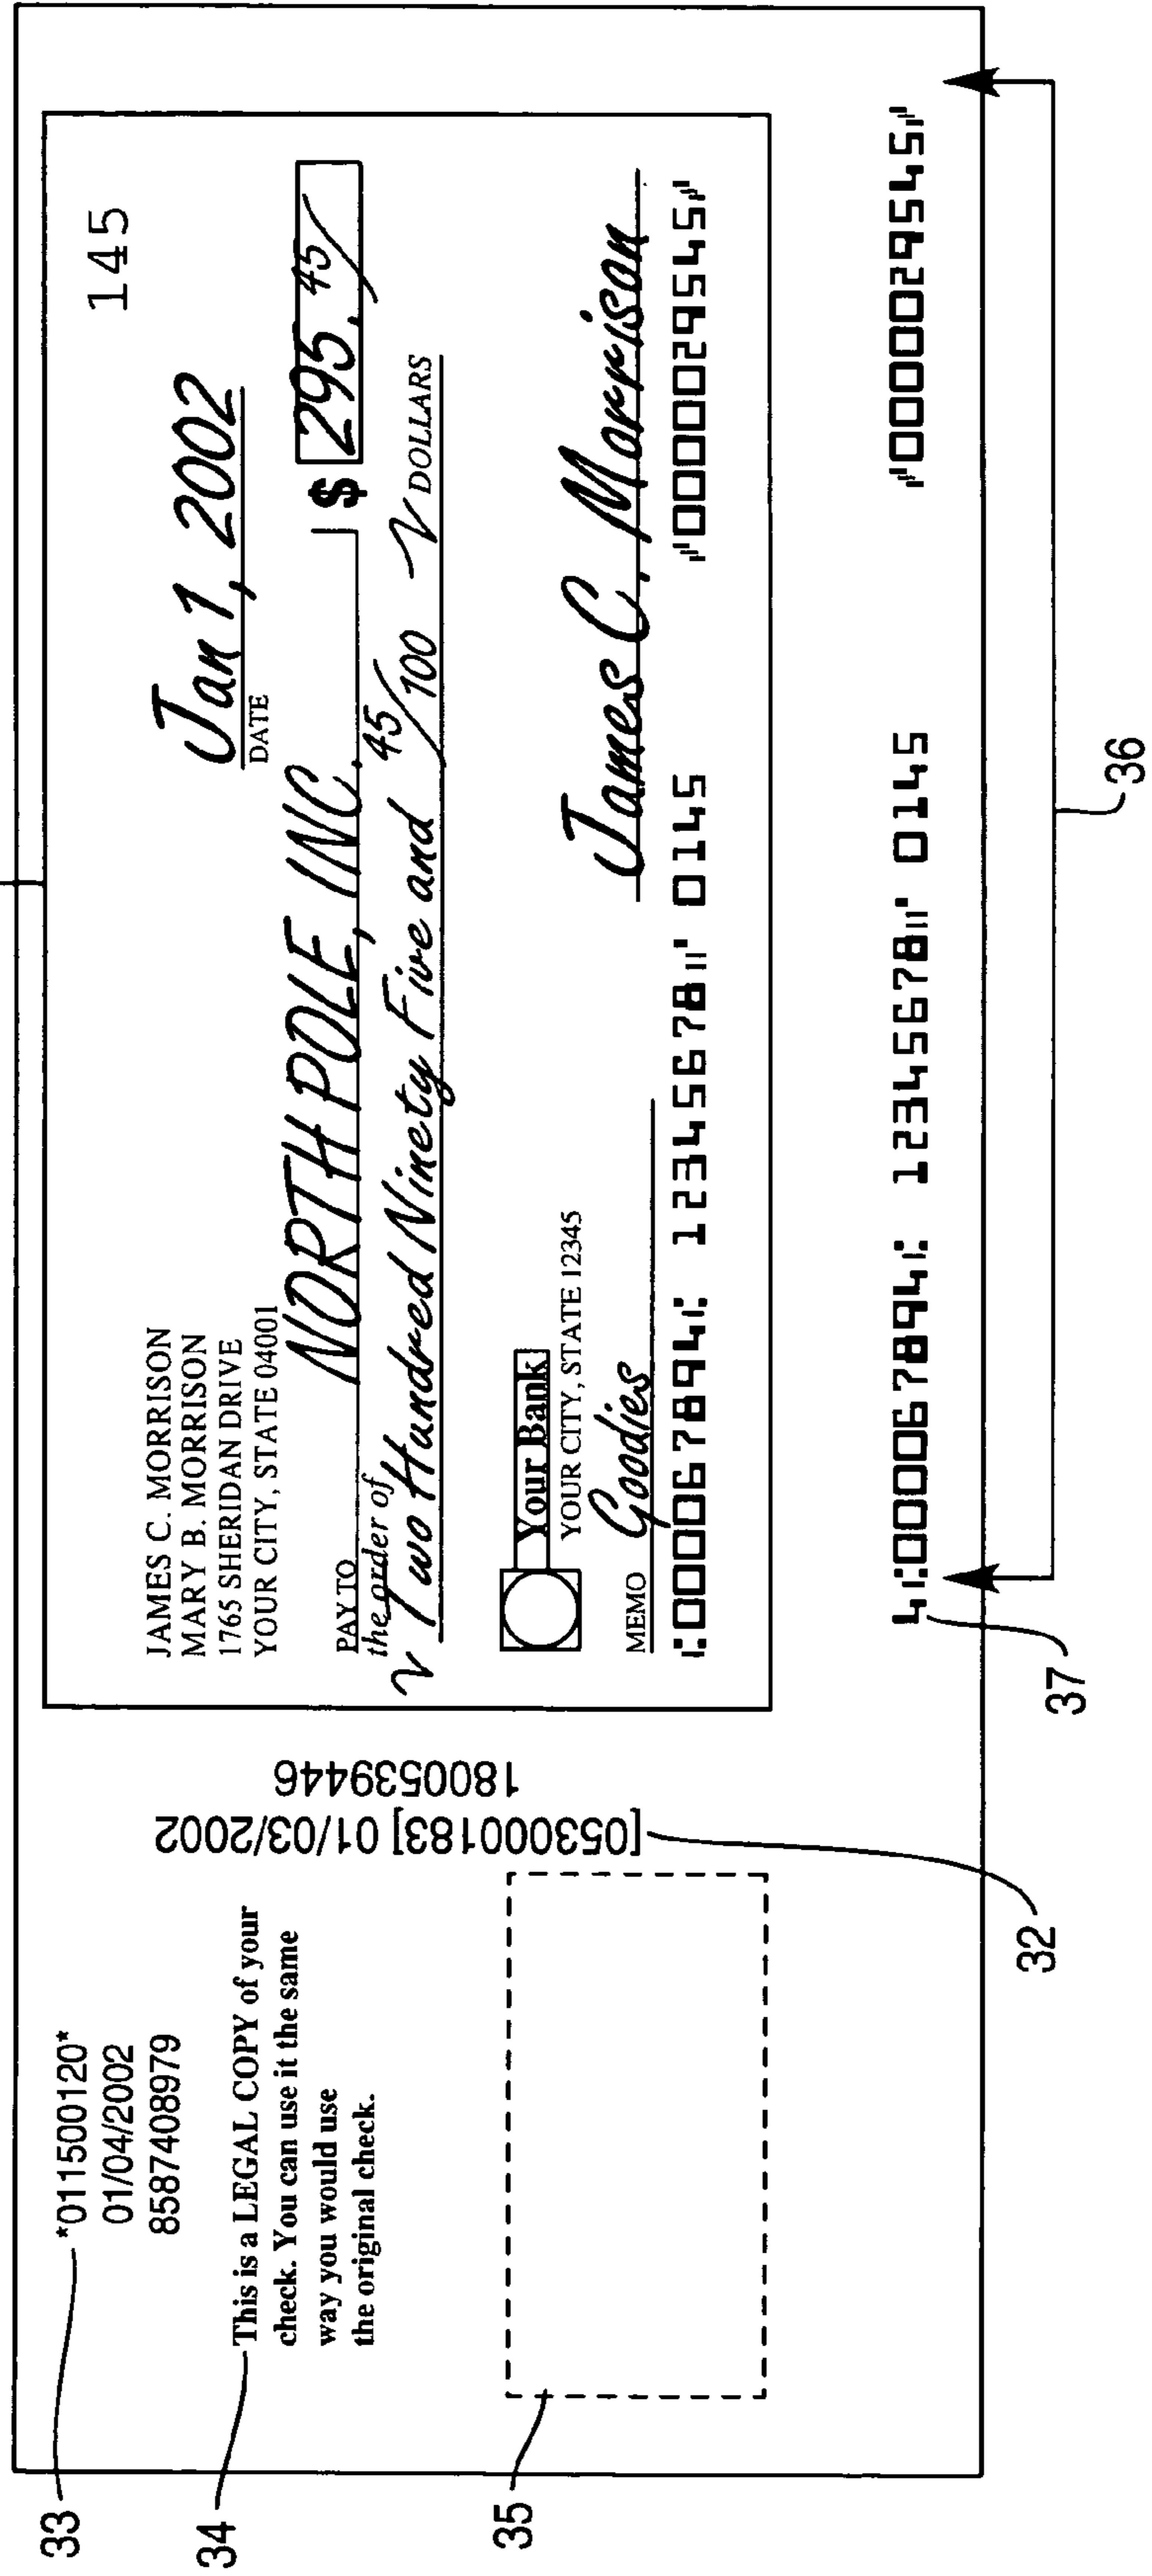 33
*011500120*
01/04/2002
8587408979
34
This is a LEGAL COPY of your
check. You can use it the same
way you would use
the original check.
35
[053000183] 01/03/2002
1800539446
32
JAMES C. MORRISON
MARY B. MORRISON
1765 SHERIDAN DRIVE
YOUR CITY, STATE 04001
145
Jan 1, 2002
DATE
PAY TO
the order of
NORTH POLE, INC.
$ 295.45/
Two Hundred Ninety Five and 45/100
DOLLARS
Your Bank
YOUR CITY, STATE 12345
MEMO Goodies
James C. Morrison
⑆00067894⑆ 12345678⑈ 0145 ⑇000029545⑇
4⑆00067894⑆ 12345678⑈ 0145 ⑇000029545⑇
37
36